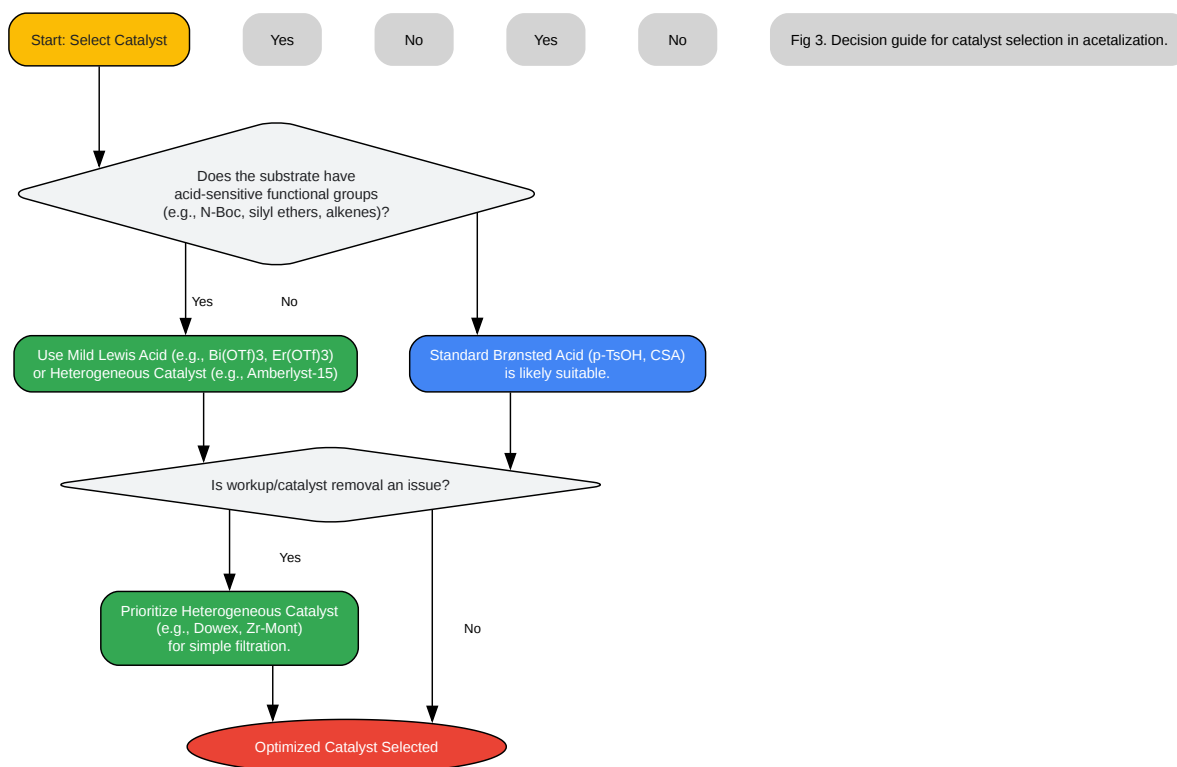 Start: Select Catalyst
Yes
No
Yes
No
Fig 3. Decision guide for catalyst selection in acetalization.
Does the substrate have
acid-sensitive functional groups
(e.g., N-Boc, silyl ethers, alkenes)?
Yes
No
Use Mild Lewis Acid (e.g., Bi(OTf)3, Er(OTf)3)
or Heterogeneous Catalyst (e.g., Amberlyst-15)
Standard Brønsted Acid (p-TsOH, CSA)
is likely suitable.
Is workup/catalyst removal an issue?
Yes
Prioritize Heterogeneous Catalyst
(e.g., Dowex, Zr-Mont)
for simple filtration.
No
Optimized Catalyst Selected